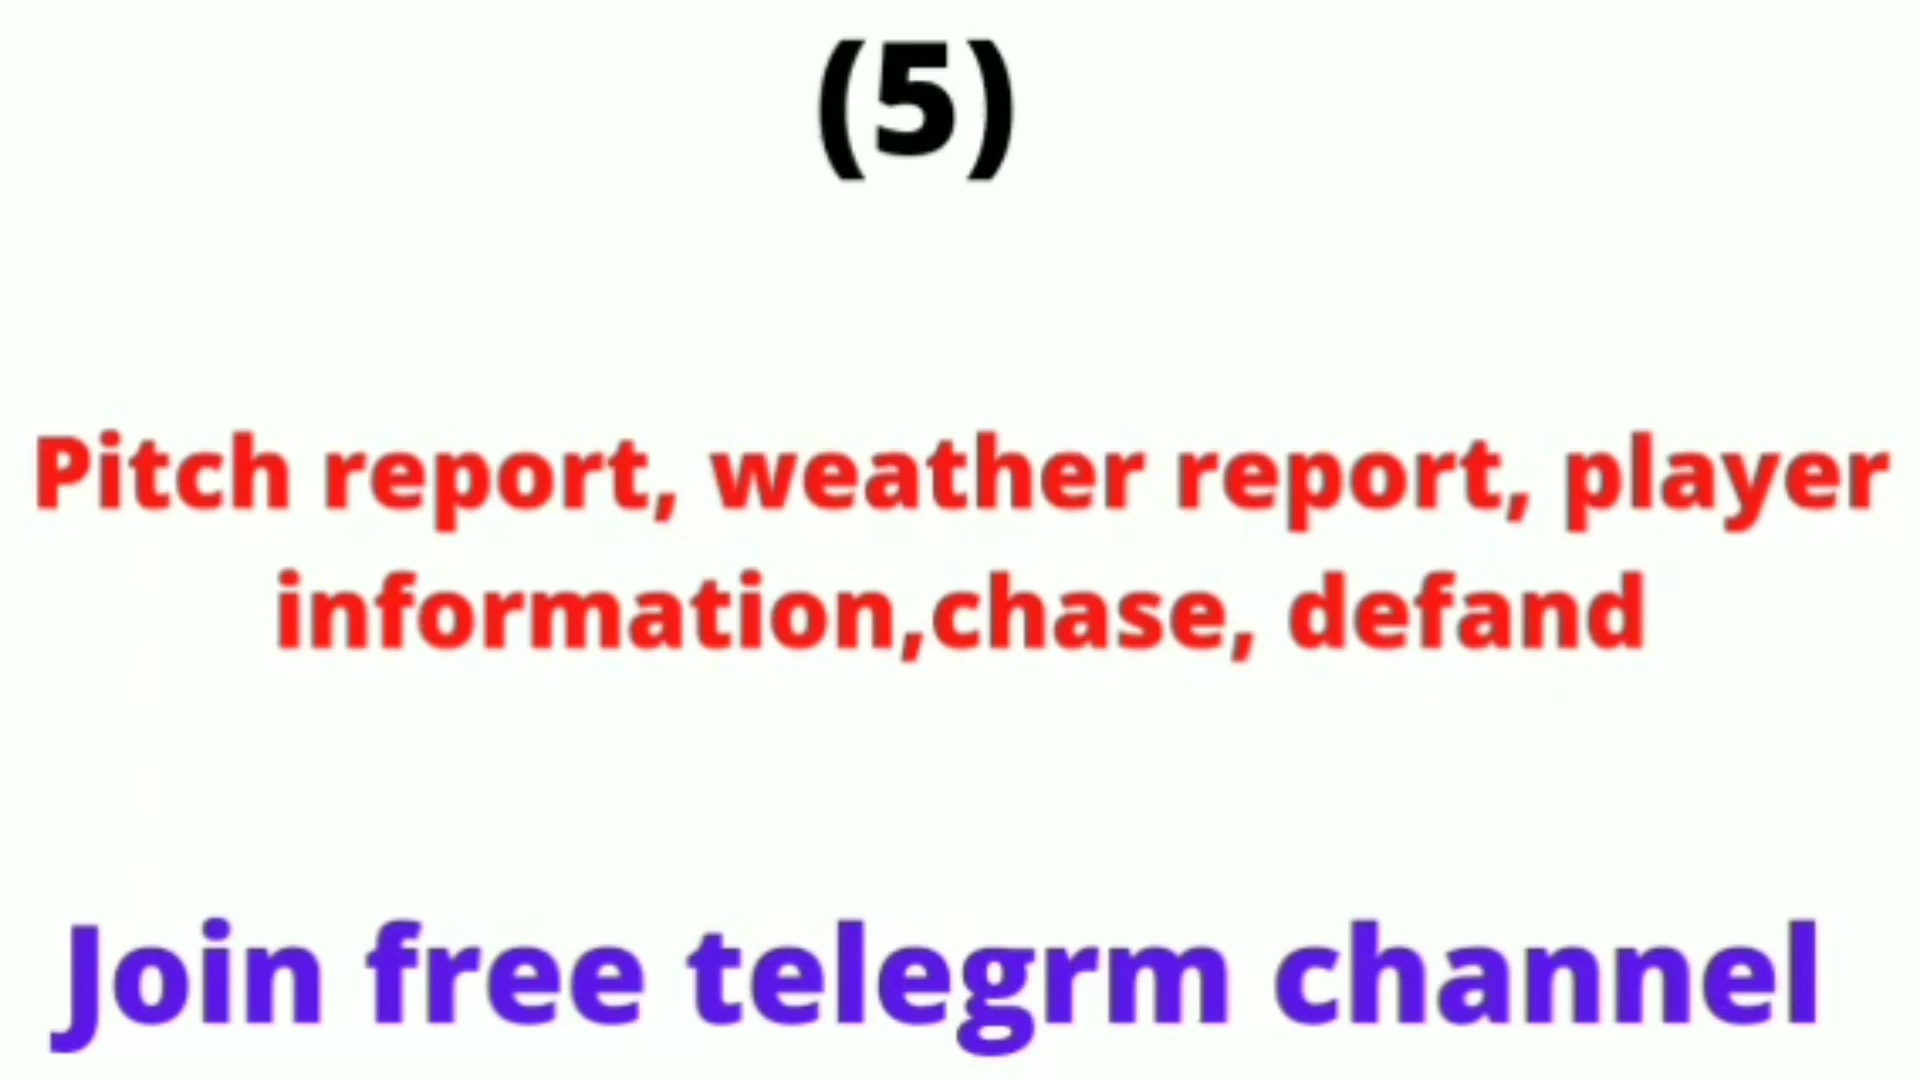 (5)
Pitch report, weather report, player
information,chase, defand
Join free telegrm channel